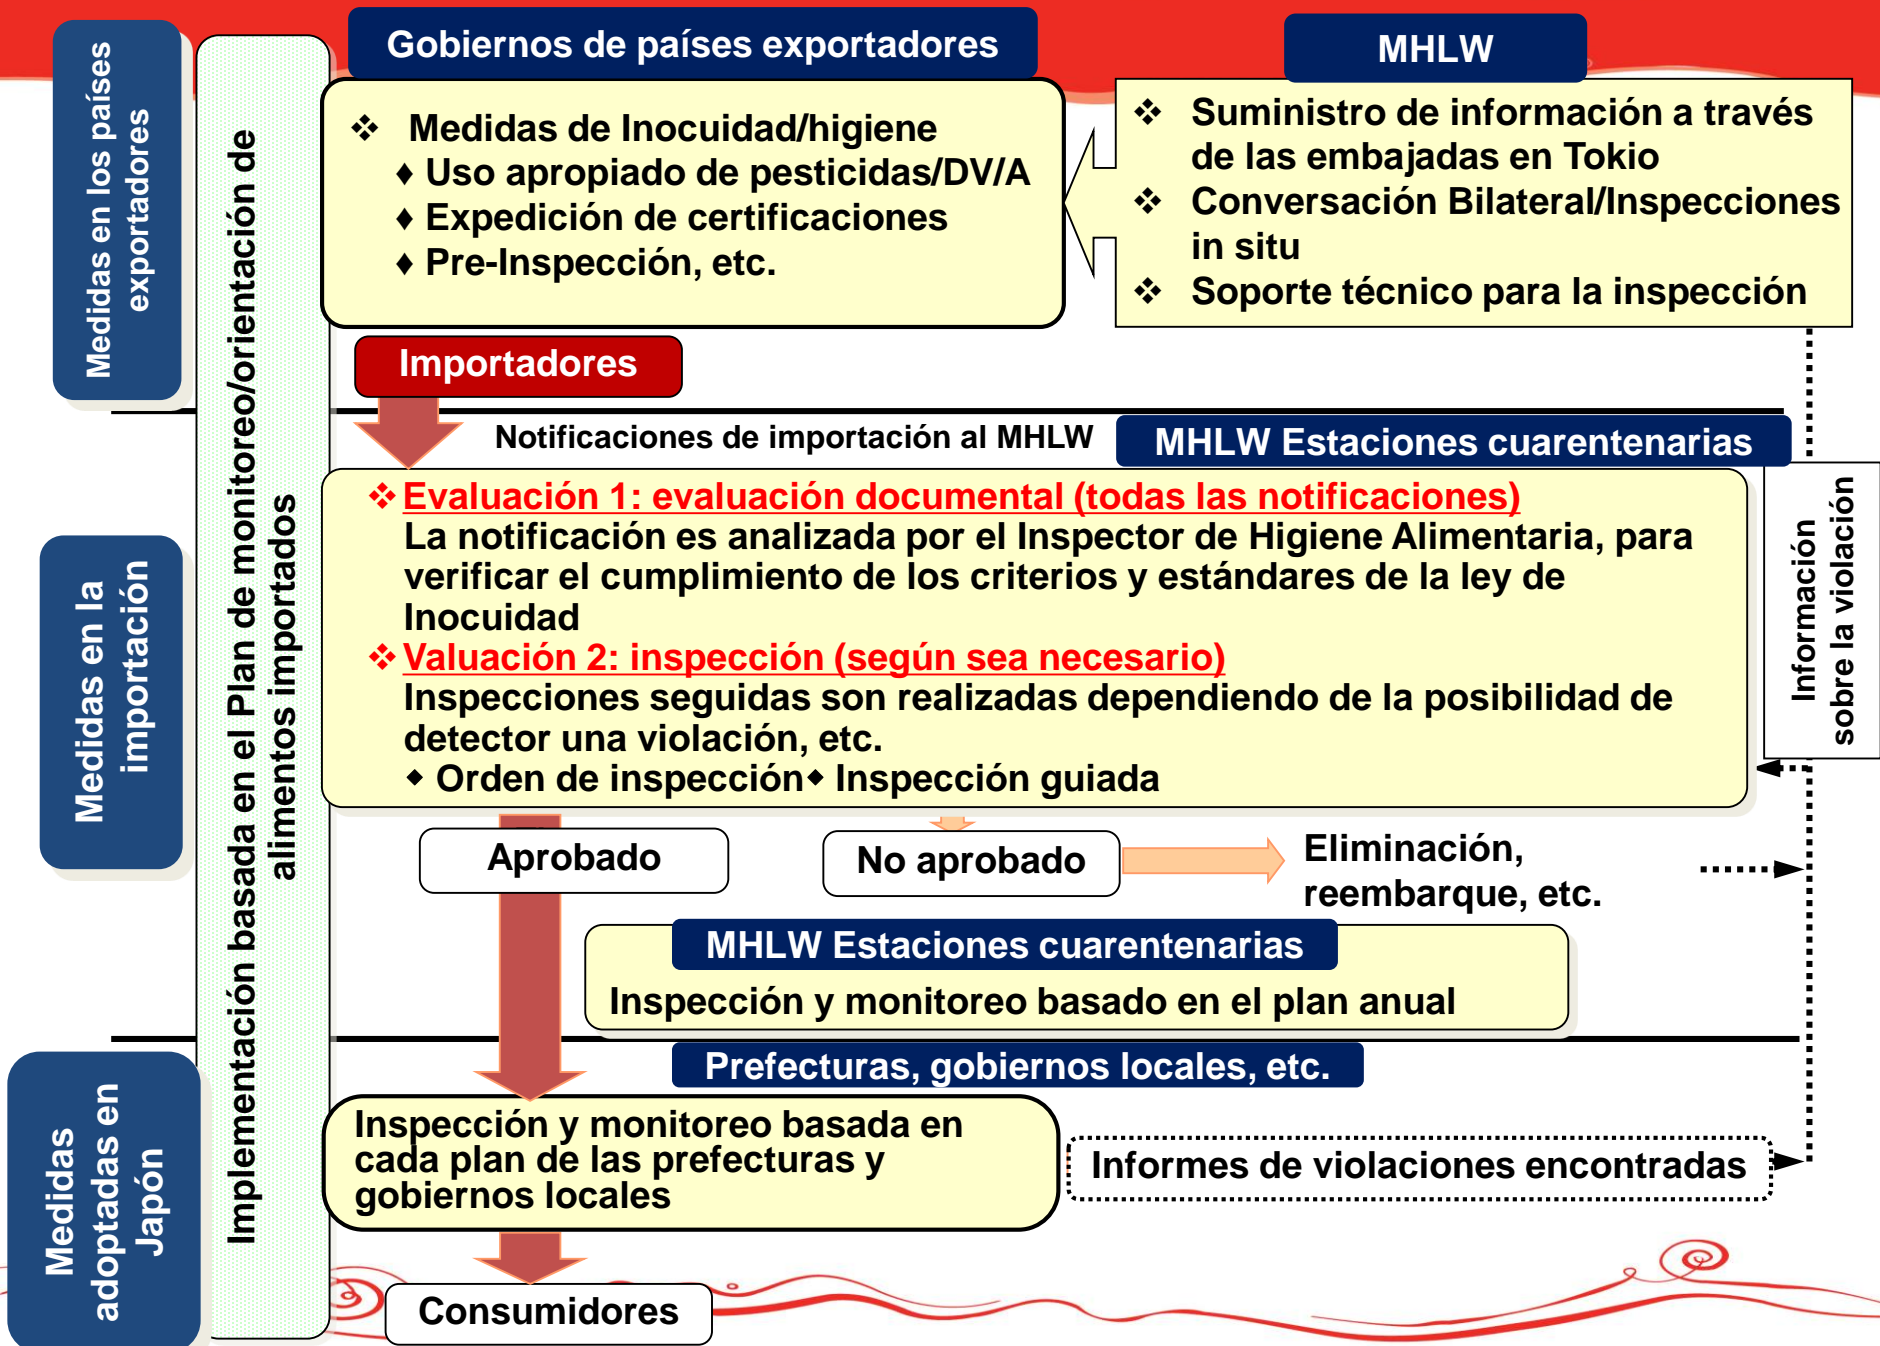 Medidas en los países
exportadores
Implementación basada en el Plan de monitoreo/orientación de
alimentos importados
Gobiernos de países exportadores
❖ Medidas de Inocuidad/higiene
♦ Uso apropiado de pesticidas/DV/A
♦ Expedición de certificaciones
♦ Pre-Inspección, etc.
MHLW
❖ Suministro de información a través
de las embajadas en Tokio
❖ Conversación Bilateral/Inspecciones
in situ
❖ Soporte técnico para la inspección
Importadores
Notificaciones de importación al MHLW
MHLW Estaciones cuarentenarias
Medidas en la
importación
❖ Evaluación 1: evaluación documental (todas las notificaciones)
La notificación es analizada por el Inspector de Higiene Alimentaria, para
verificar el cumplimiento de los criterios y estándares de la ley de
Inocuidad
❖ Valuación 2: inspección (según sea necesario)
Inspecciones seguidas son realizadas dependiendo de la posibilidad de
detector una violación, etc.
◆ Orden de inspección◆ Inspección guiada
Información
sobre la violación
Aprobado
No aprobado
Eliminación,
reembarque, etc.
MHLW Estaciones cuarentenarias
Inspección y monitoreo basado en el plan anual
Medidas
adoptadas en
Japón
Prefecturas, gobiernos locales, etc.
Inspección y monitoreo basada en
cada plan de las prefecturas y
gobiernos locales
Informes de violaciones encontradas
Consumidores